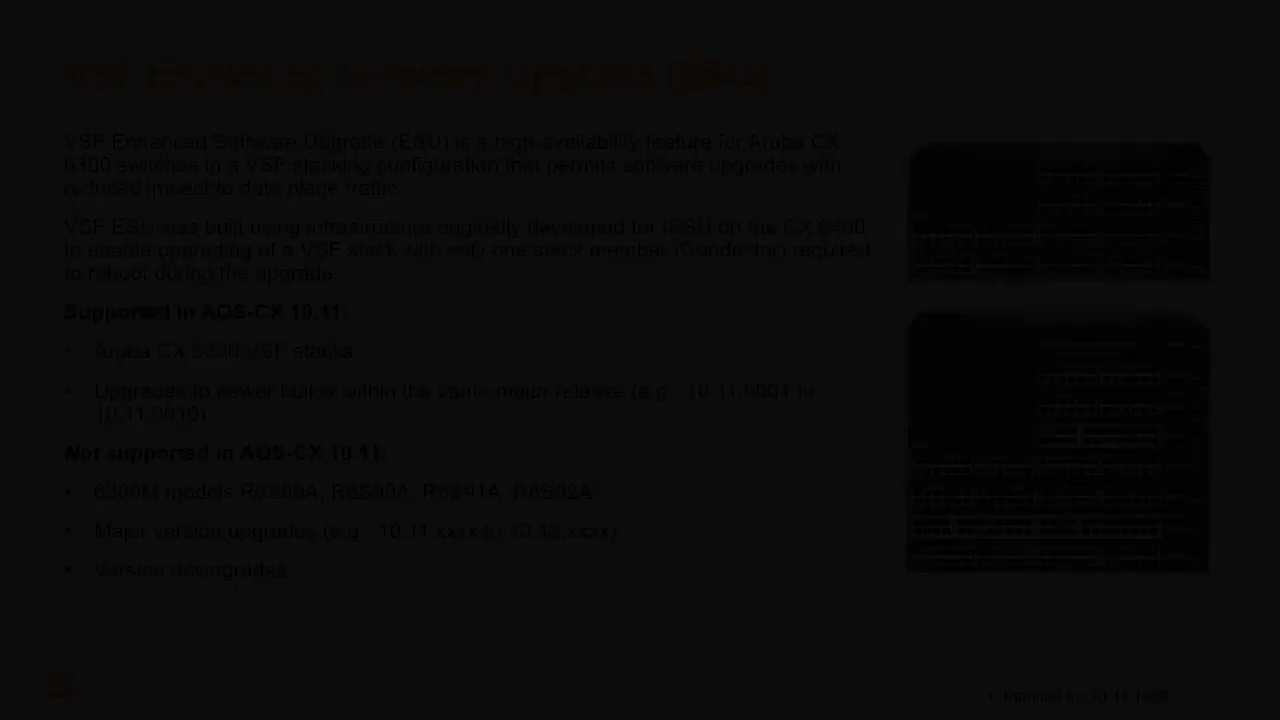 VSF Enhanced Software Upgrade (ESU)
VSF Enhanced Software Upgrade (ESU) is a high-availability feature for Aruba CX
6300 switches in a VSF stacking configuration that permits software upgrades with
reduced impact to data plane traffic.
VSF ESU was built using infrastructure originally developed for ISSU on the CX 6400
to enable upgrading of a VSF stack with only one stack member (Conductor) required
to reboot during the upgrade.
Supported in AOS-CX 10.11:
• Aruba CX 6300 VSF stacks
• Upgrades to newer builds within the same major release (e.g., 10.11.0001 to
10.11.0010)
Not supported in AOS-CX 10.11:
• 6300M models R8S89A, R8S90A, R8S91A, R8S92A
• Major version upgrades (e.g., 10.11.xxxx to 10.12.xxxx)
• Version downgrades
Planned for 10.11